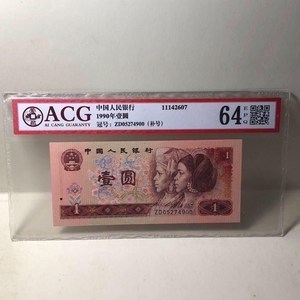 ACG
AI CANG GUARANTY
中国人民银行 11142607
1990年壹圆
冠号：ZD05274900（补号）
64 EPQ
中国人民银行
1
壹圆
1
ZD05274900